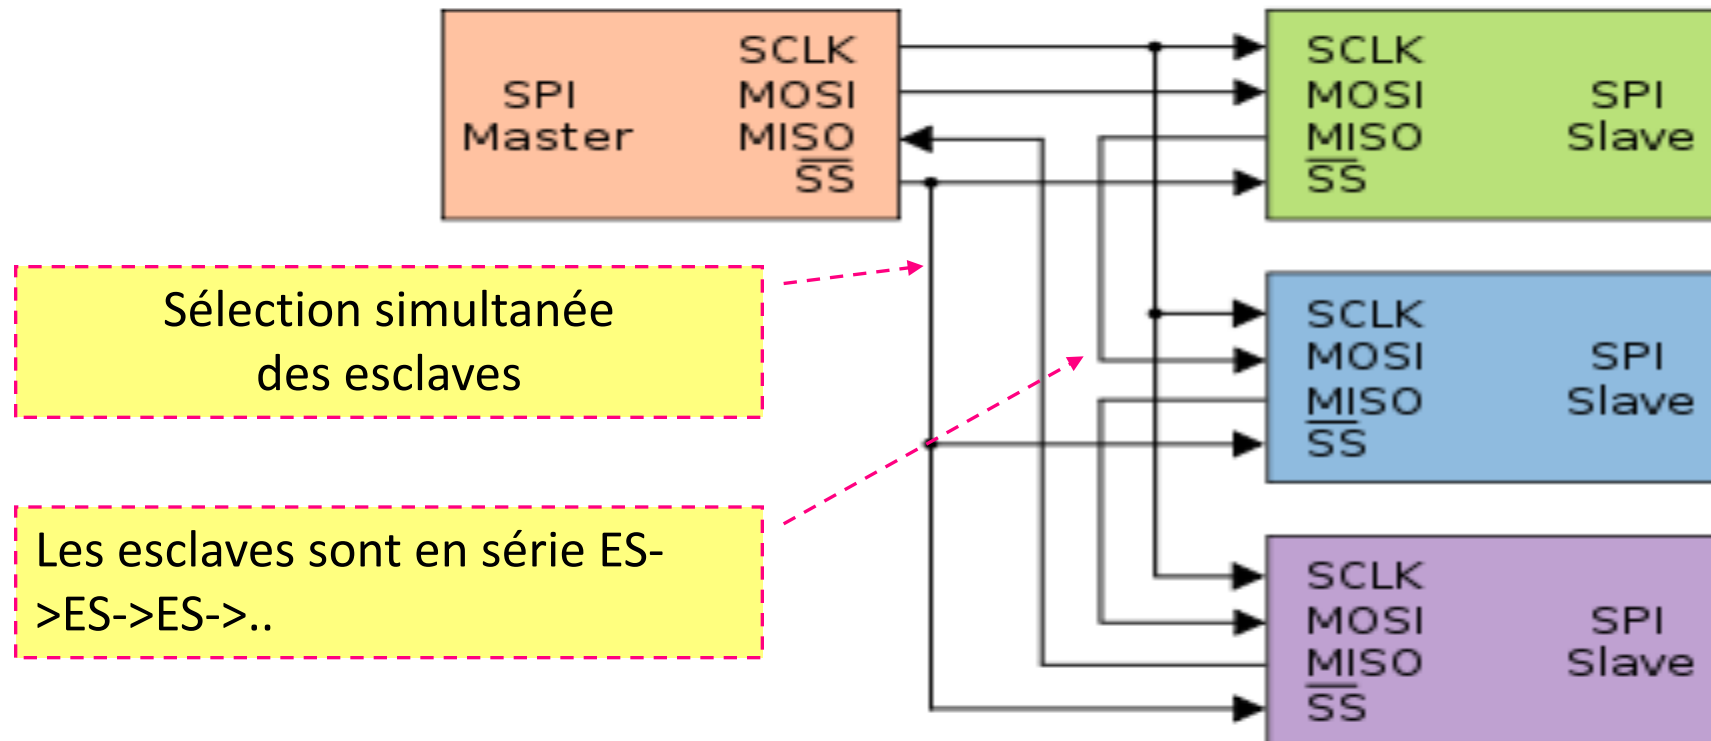 SPI
Master
SCLK
MOSI
MISO
SS
SCLK
MOSI
MISO
SS
SPI
Slave
Sélection simultanée
des esclaves
SCLK
MOSI
MISO
SS
SPI
Slave
Les esclaves sont en série ES-
>ES->ES->..
SCLK
MOSI
MISO
SS
SPI
Slave